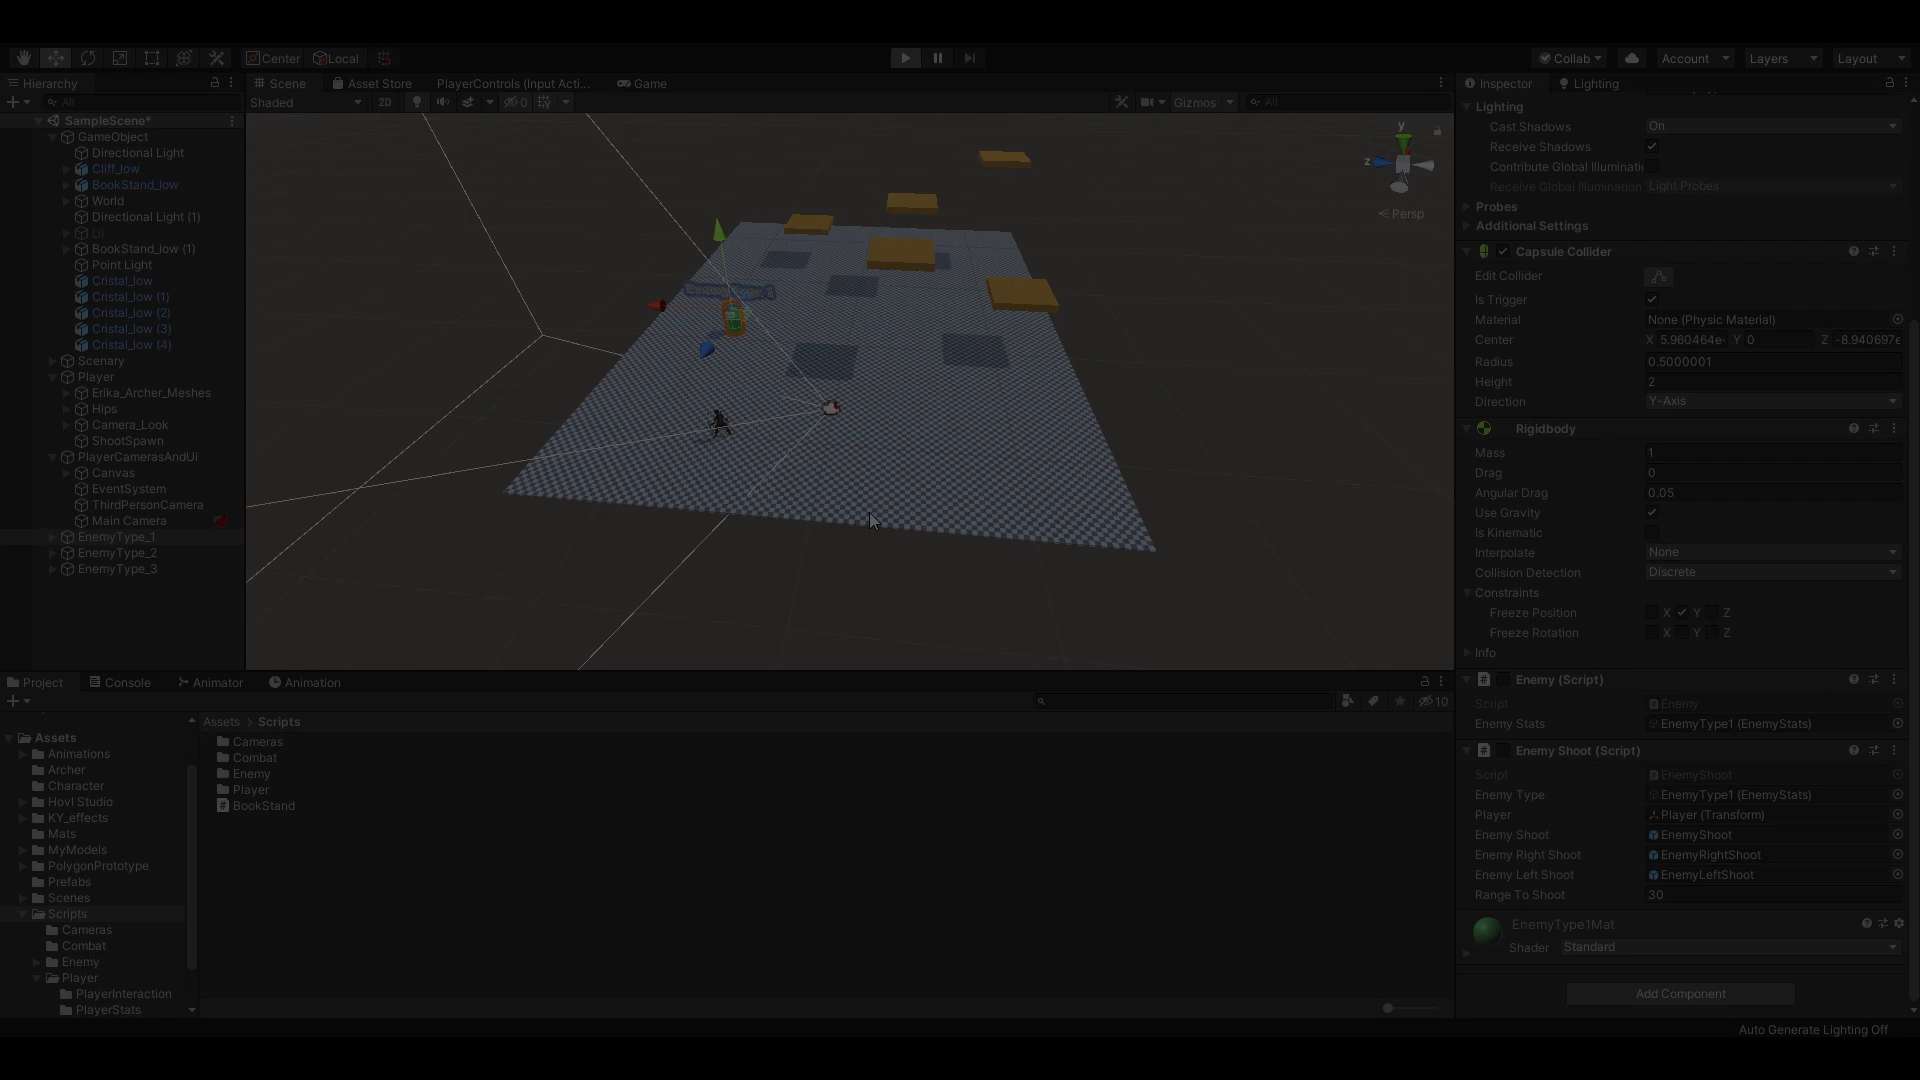 Center
Local
Collab
Account
Layers
Layout
Hierarchy
Scene
Asset Store
PlayerControls (Input Acti...
Game
Inspector
Lighting
All
Shaded
2D
0
Gizmos
All
SampleScene*
GameObject
Directional Light
Cliff_low
BookStand_low
World
Directional Light (1)
UI
BookStand_low (1)
Point Light
Cristal_low
Cristal_low (1)
Cristal_low (2)
Cristal_low (3)
Cristal_low (4)
Scenary
Player
Erika_Archer_Meshes
Hips
Camera_Look
ShootSpawn
PlayerCamerasAndUi
Canvas
EventSystem
ThirdPersonCamera
Main Camera
EnemyType_1
EnemyType_2
EnemyType_3
y
z
Persp
Lighting
Cast Shadows On
Receive Shadows
Contribute Global Illuminati
Receive Global Illumination Light Probes
Probes
Additional Settings
Capsule Collider
Edit Collider
Is Trigger
Material None (Physic Material)
Center X 5.960464e- Y 0 Z -8.940697e
Radius 0.5000001
Height 2
Direction Y-Axis
Rigidbody
Mass 1
Drag 0
Angular Drag 0.05
Use Gravity
Is Kinematic
Interpolate None
Collision Detection Discrete
Constraints
Freeze Position X Y Z
Freeze Rotation X Y Z
Info
Enemy (Script)
Script Enemy
Enemy Stats EnemyType1 (EnemyStats)
Enemy Shoot (Script)
Script EnemyShoot
Enemy Type EnemyType1 (EnemyStats)
Player Player (Transform)
Enemy Shoot EnemyShoot
Enemy Right Shoot EnemyRightShoot
Enemy Left Shoot EnemyLeftShoot
Range To Shoot 30
EnemyType1Mat
Shader Standard
Add Component
Project
Console
Animator
Animation
10
Assets
Animations
Archer
Character
Hovl Studio
KY_effects
Mats
MyModels
PolygonPrototype
Prefabs
Scenes
Scripts
Cameras
Combat
Enemy
Player
PlayerInteraction
PlayerStats
Assets > Scripts
Cameras
Combat
Enemy
Player
BookStand
Auto Generate Lighting Off